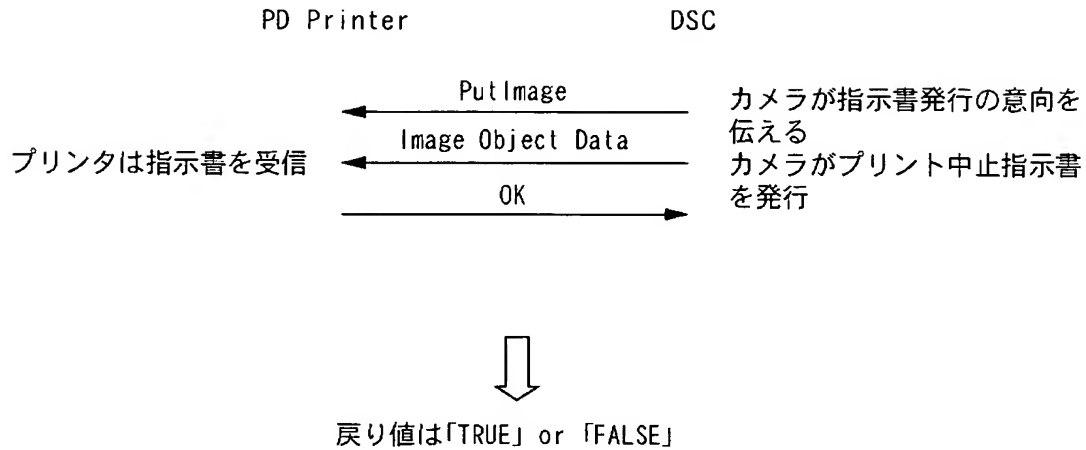 PD Printer DSC
PutImage
カメラが指示書発行の意向を
伝える
Image Object Data
プリンタは指示書を受信
カメラがプリント中止指示書
を発行
OK
戻り値は「TRUE」 or 「FALSE」